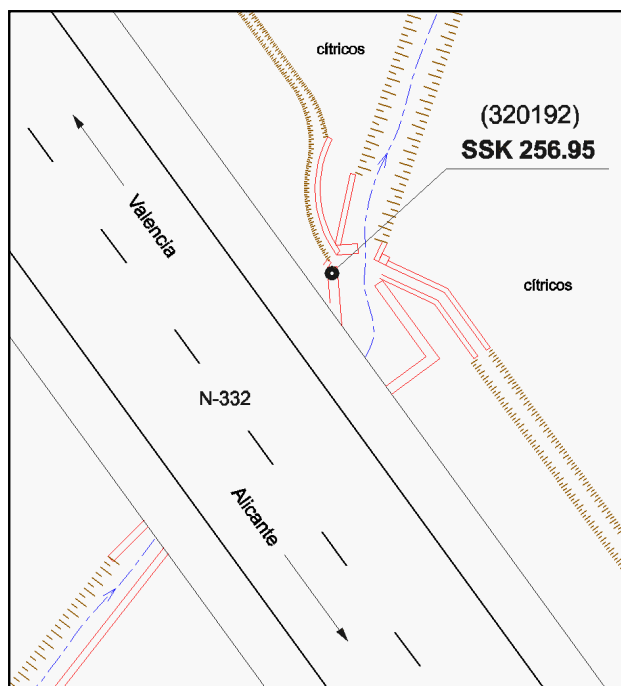 cítricos
(320192)
SSK 256.95
Valencia
cítricos
N-332
Alicante